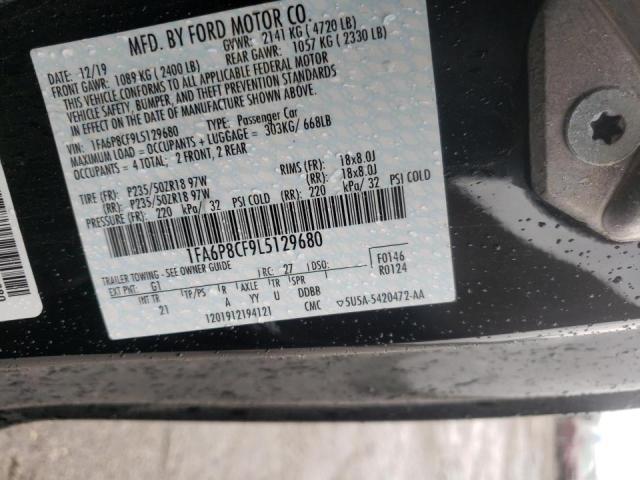 MFD. BY FORD MOTOR CO.
DATE: 12/19 GVWR: 2141 KG ( 4720 LB)
FRONT GAWR: 1089 KG ( 2400 LB) REAR GAWR: 1057 KG ( 2330 LB)
THIS VEHICLE CONFORMS TO ALL APPLICABLE FEDERAL MOTOR
VEHICLE SAFETY, BUMPER, AND THEFT PREVENTION STANDARDS
IN EFFECT ON THE DATE OF MANUFACTURE SHOWN ABOVE.
VIN: 1FA6P8CF9L5129680 TYPE: Passenger Car
MAXIMUM LOAD = OCCUPANTS + LUGGAGE = 303KG/ 668LB
OCCUPANTS = 4 TOTAL; 2 FRONT, 2 REAR
TIRE (FR): P235/50ZR18 97W RIMS (FR): 18x8.0J
(RR): P235/50ZR18 97W (RR): 18x8.0J
PRESSURE (FR): 220 kPa/ 32 PSI COLD (RR): 220 kPa/ 32 PSI COLD
1FA6P8CF9L5129680
TRAILER TOWING - SEE OWNER GUIDE
F0146
R0124
EXT PNT: G1 RC: 27 DSO:
INT TR TP/PS R AXLE TR SPR
21 A YY U DDBB
1201912194121 CMC 5U5A-5420472-AA